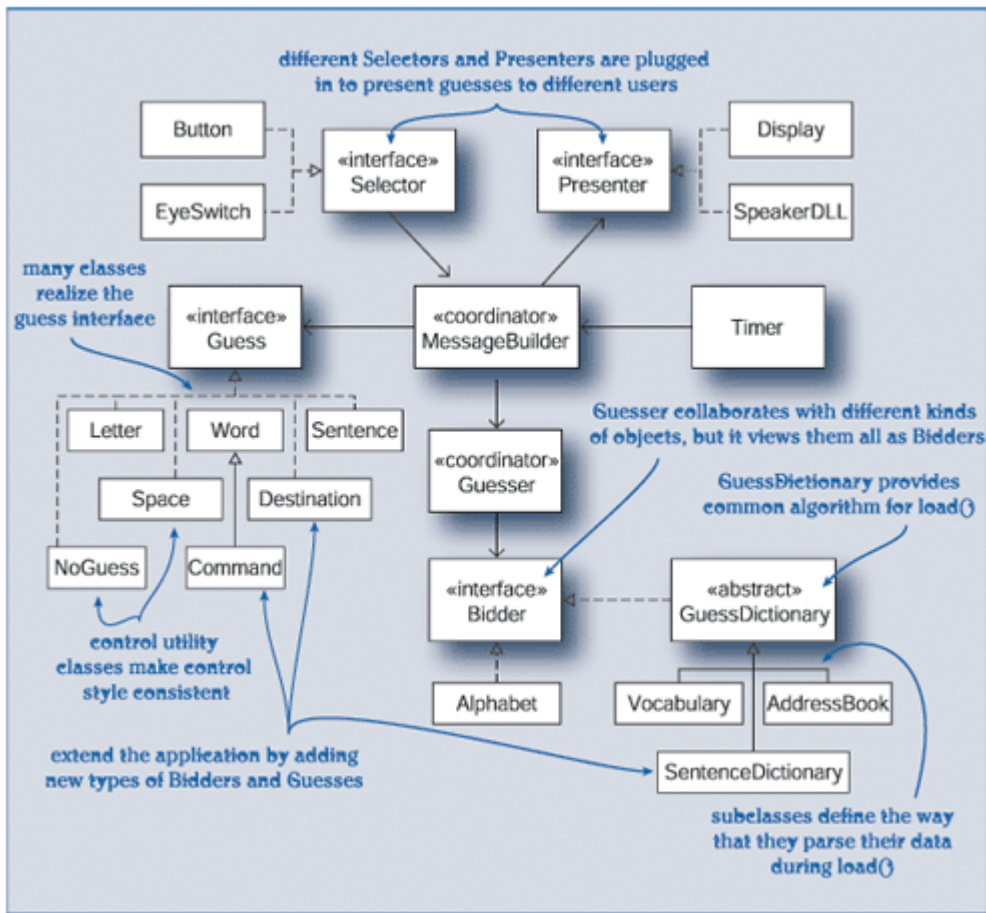 different Selectors and Presenters are plugged
in to present guesses to different users
Button
«interface»
Selector
«interface»
Presenter
Display
EyeSwitch
SpeakerDLL
many classes
realize the
guess interface
«interface»
Guess
«coordinator»
MessageBuilder
Timer
Letter
Word
Sentence
Space
Destination
NoGuess
Command
«coordinator»
Guesser
Guesser collaborates with different kinds
of objects, but it views them all as Bidders
GuessDictionary provides
common algorithm for load()
«interface»
Bidder
«abstract»
GuessDictionary
control utility
classes make control
style consistent
Alphabet
Vocabulary
AddressBook
extend the application by adding
new types of Bidders and Guesses
SentenceDictionary
subclasses define the way
that they parse their data
during load()